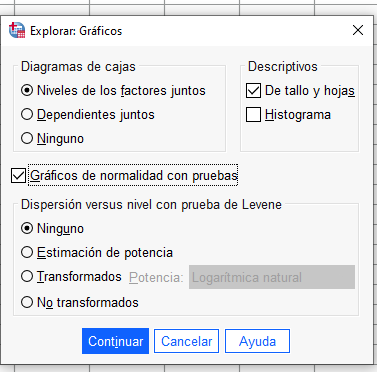 Explorar: Gráficos
Diagramas de cajas
Niveles de los factores juntos
Dependientes juntos
Ninguno
Descriptivos
De tallo y hojas
Histograma
Gráficos de normalidad con pruebas
Dispersión versus nivel con prueba de Levene
Ninguno
Estimación de potencia
Transformados Potencia: Logarítmica natural
No transformados
Continuar Cancelar Ayuda